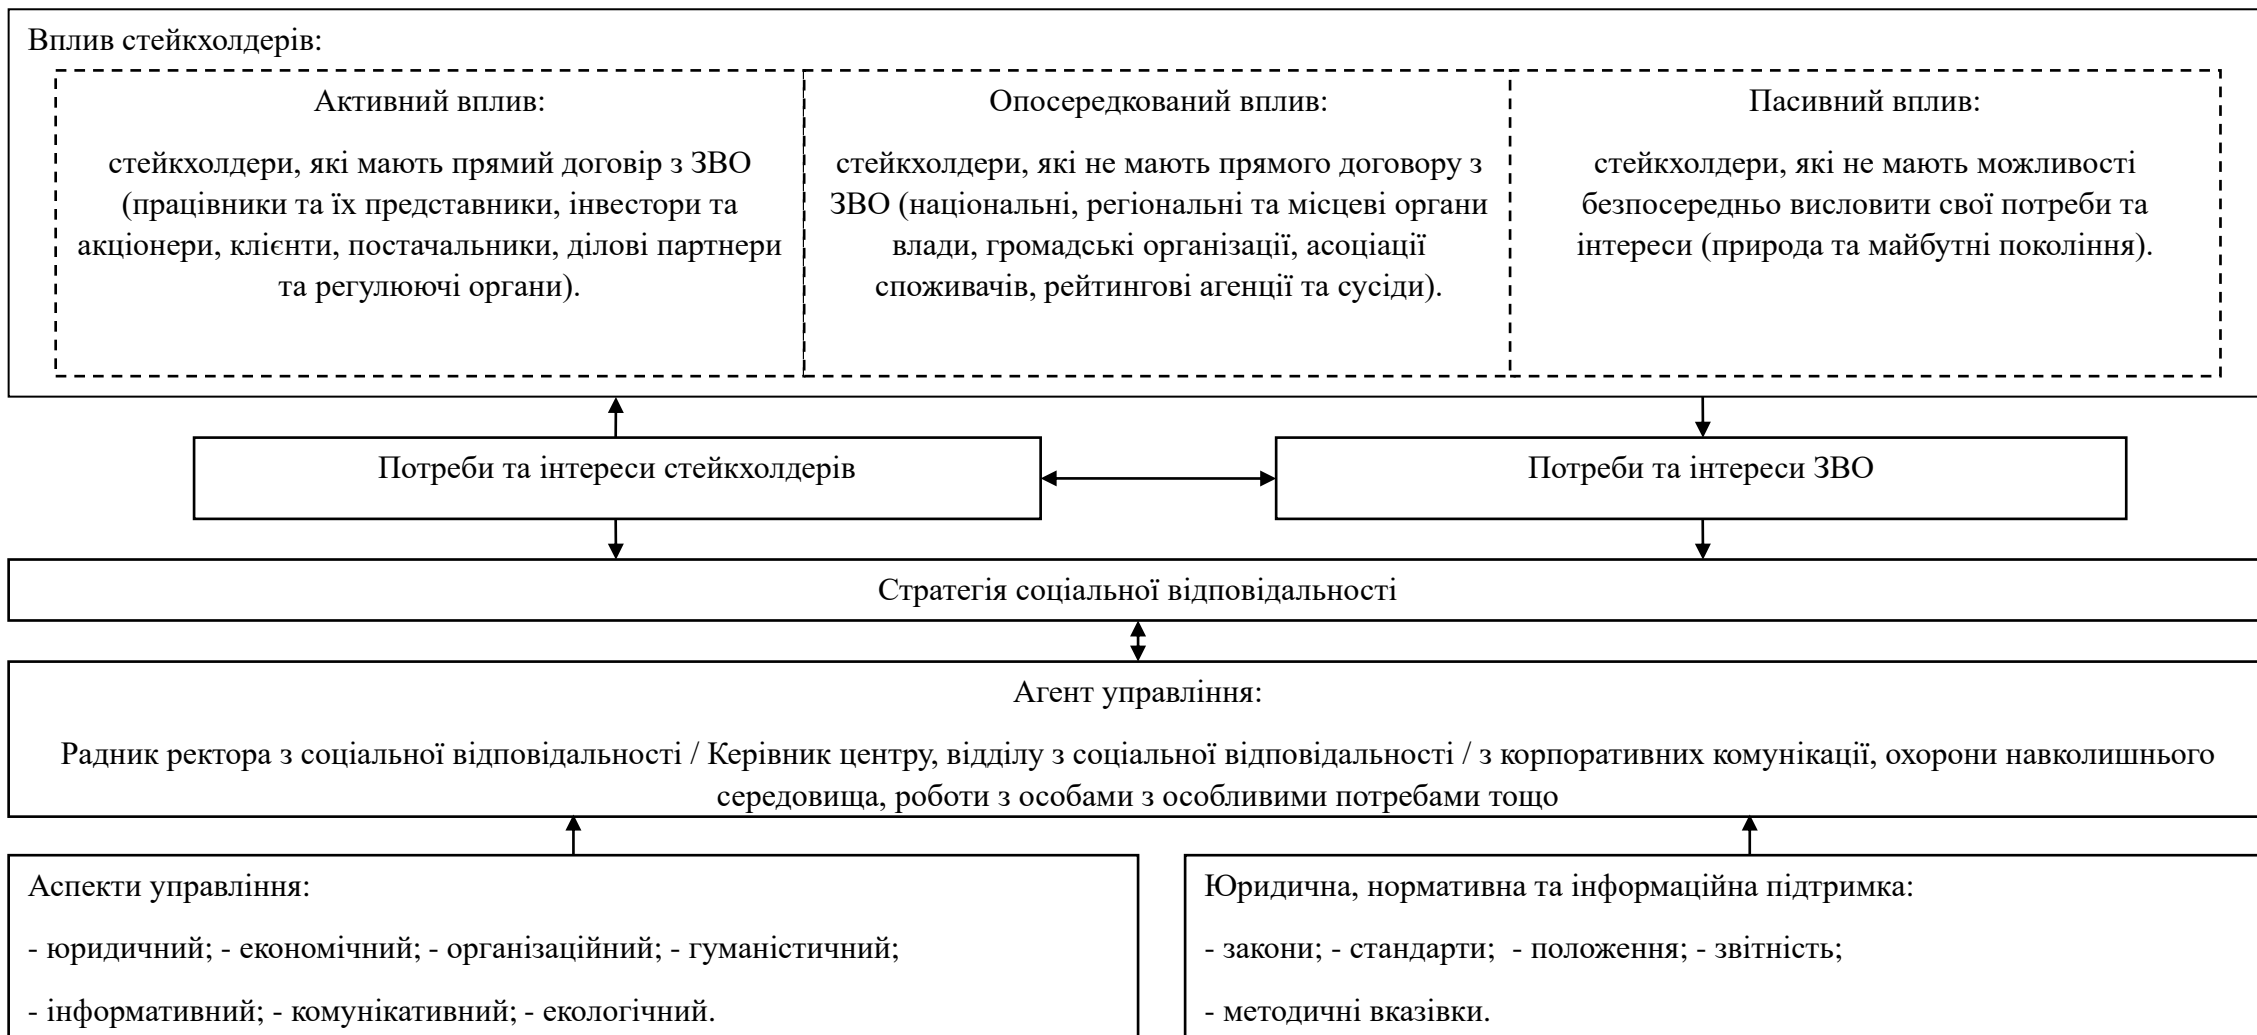 Вплив стейкхолдерів:
Активний вплив:
стейкхолдери, які мають прямий договір з ЗВО
(працівники та їх представники, інвестори та
акціонери, клієнти, постачальники, ділові партнери
та регулюючі органи).
Опосередкований вплив:
стейкхолдери, які не мають прямого договору з
ЗВО (національні, регіональні та місцеві органи
влади, громадські організації, асоціації
споживачів, рейтингові агенції та сусіди).
Пасивний вплив:
стейкхолдери, які не мають можливості
безпосередньо висловити свої потреби та
інтереси (природа та майбутні покоління).
Потреби та інтереси стейкхолдерів
Потреби та інтереси ЗВО
Стратегія соціальної відповідальності
Агент управління:
Радник ректора з соціальної відповідальності / Керівник центру, відділу з соціальної відповідальності / з корпоративних комунікації, охорони навколишнього
середовища, роботи з особами з особливими потребами тощо
Аспекти управління:
- юридичний; - економічний; - організаційний; - гуманістичний;
- інформативний; - комунікативний; - екологічний.
Юридична, нормативна та інформаційна підтримка:
- закони; - стандарти;  - положення; - звітність;
- методичні вказівки.